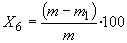 X₆ = (m − m₁)/m · 100